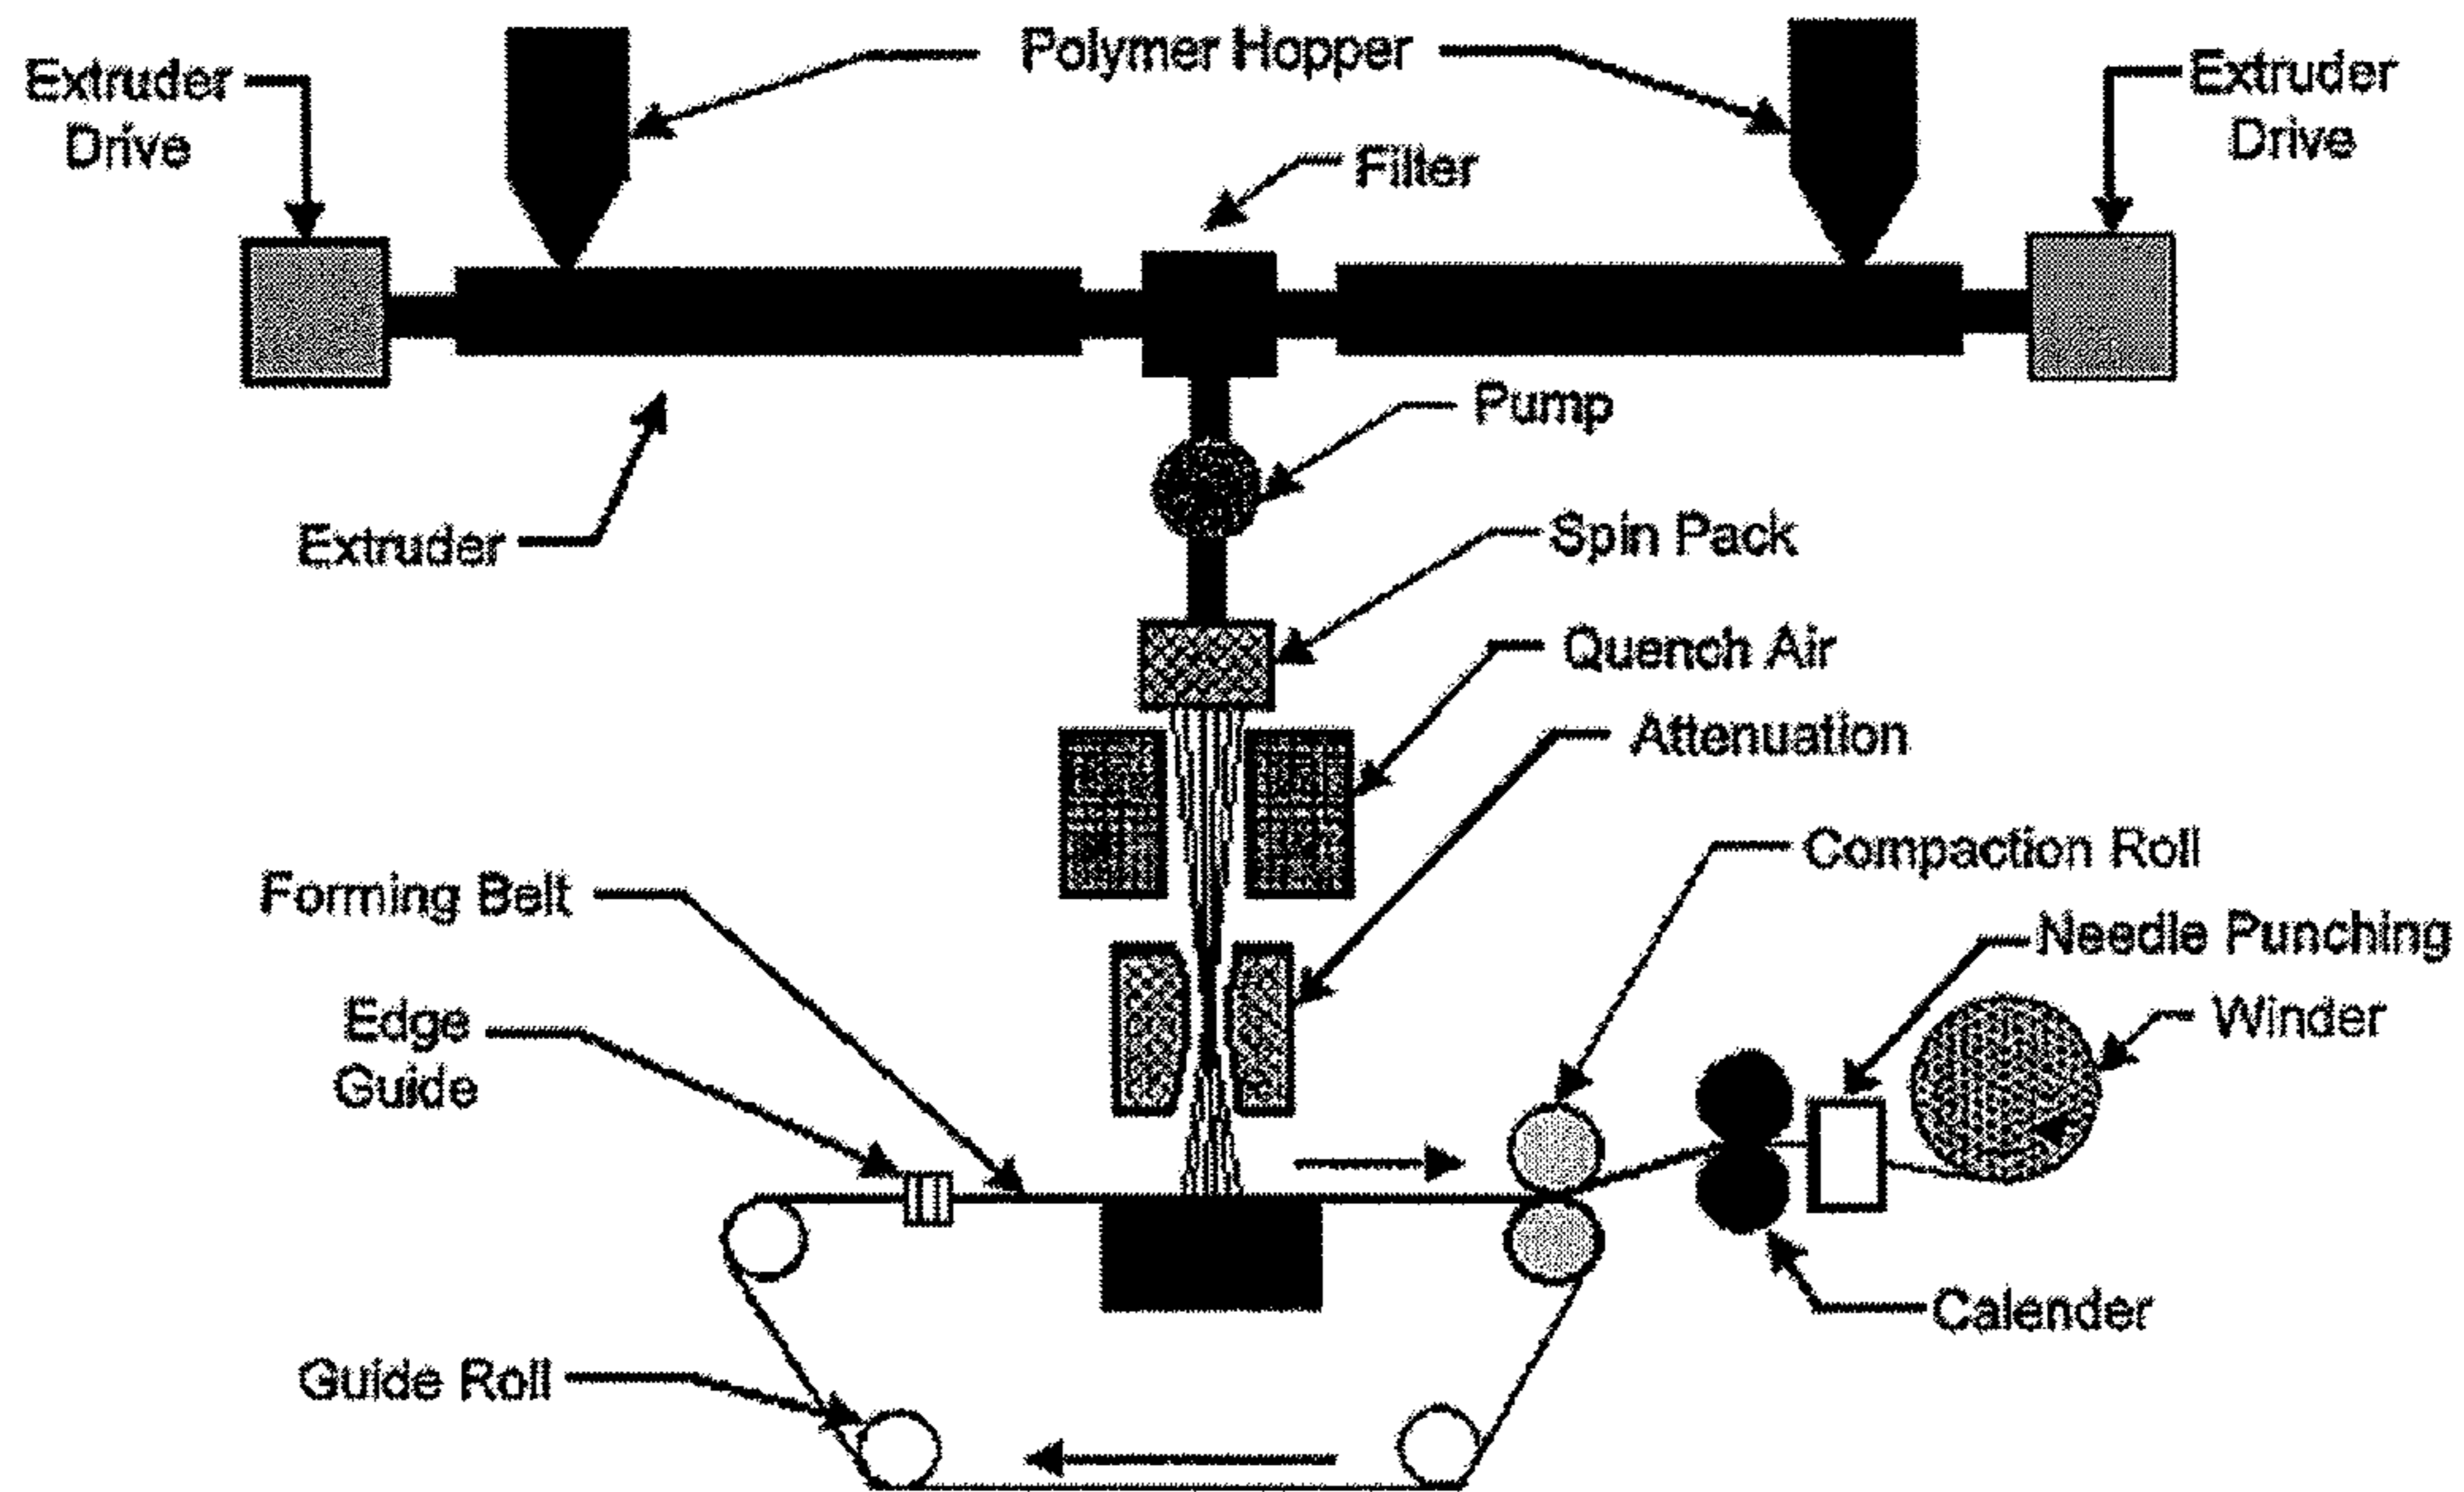 Polymer Hopper
Extruder
Drive
Extruder
Drive
Filter
Pump
Extruder
Spin Pack
Quench Air
Attenuation
Compaction Roll
Forming Belt
Needle Punching
Edge
Guide
Winder
Calender
Guide Roll